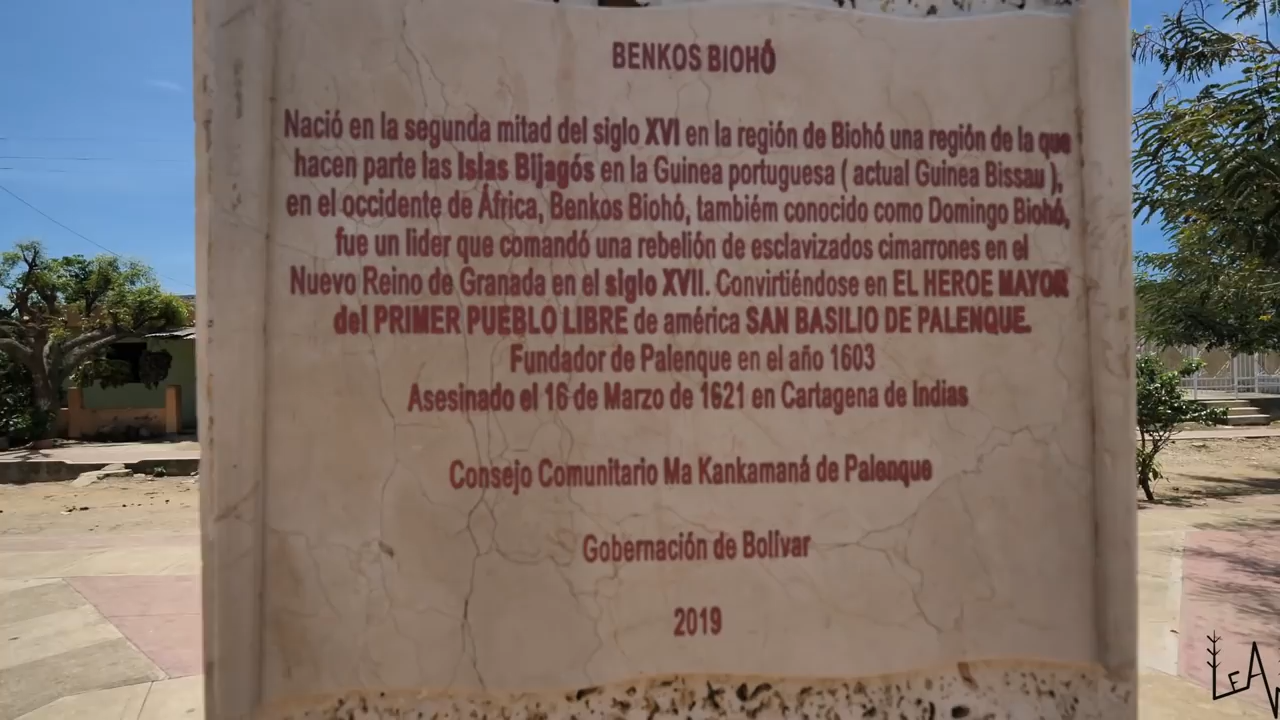 BENKOS BIOHÓ
Nació en la segunda mitad del siglo XVI en la región de Biohó una región de la que
hacen parte las Islas Bijagós en la Guinea portuguesa ( actual Guinea Bissau ),
en el occidente de África, Benkos Biohó, también conocido como Domingo Biohó,
fue un lider que comandó una rebelión de esclavizados cimarrones en el
Nuevo Reino de Granada en el siglo XVII. Convirtiéndose en EL HEROE MAYOR
del PRIMER PUEBLO LIBRE de américa SAN BASILIO DE PALENQUE.
Fundador de Palenque en el año 1603
Asesinado el 16 de Marzo de 1621 en Cartagena de Indias
Consejo Comunitario Ma Kankamaná de Palenque
Gobernación de Bolívar
2019